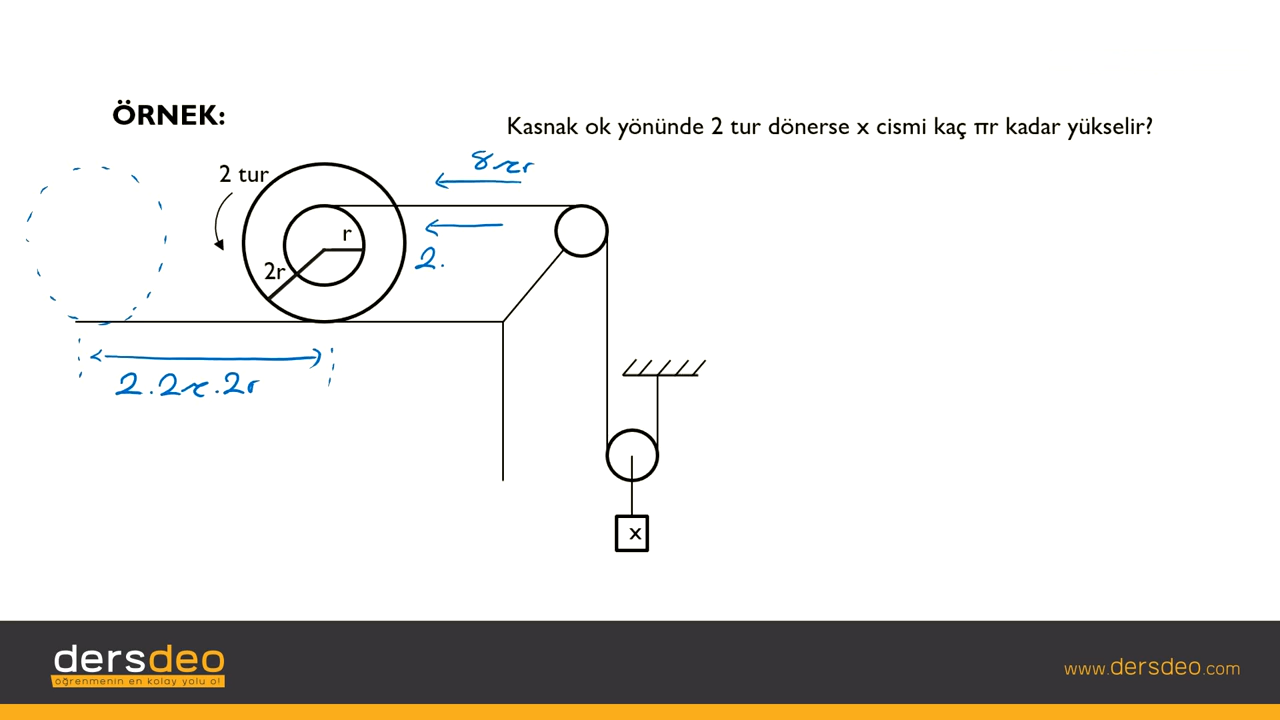 ÖRNEK:
Kasnak ok yönünde 2 tur dönerse x cismi kaç πr kadar yükselir?
8πr
2 tur
r
2.
2r
2.2π.2r
x
dersdeo
öğrenmenin en kolay yolu o!
www.dersdeo.com